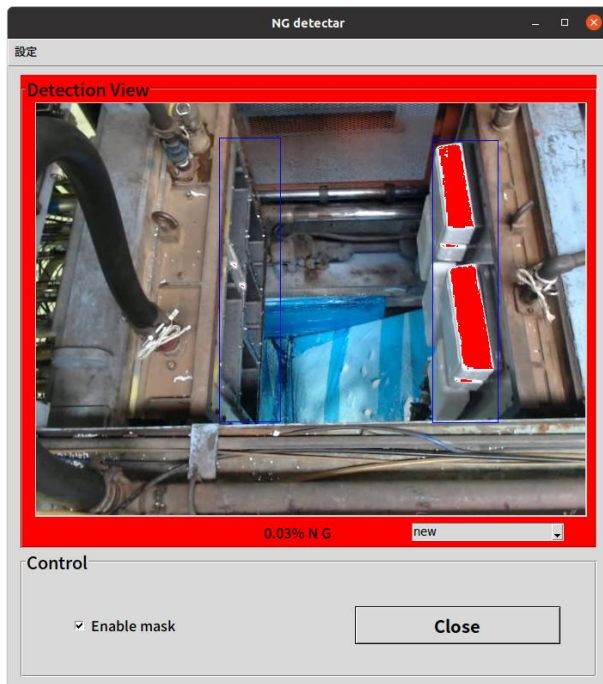 NG detectar
設定
Detection View
0.03% N G
new
Control
Enable mask
Close